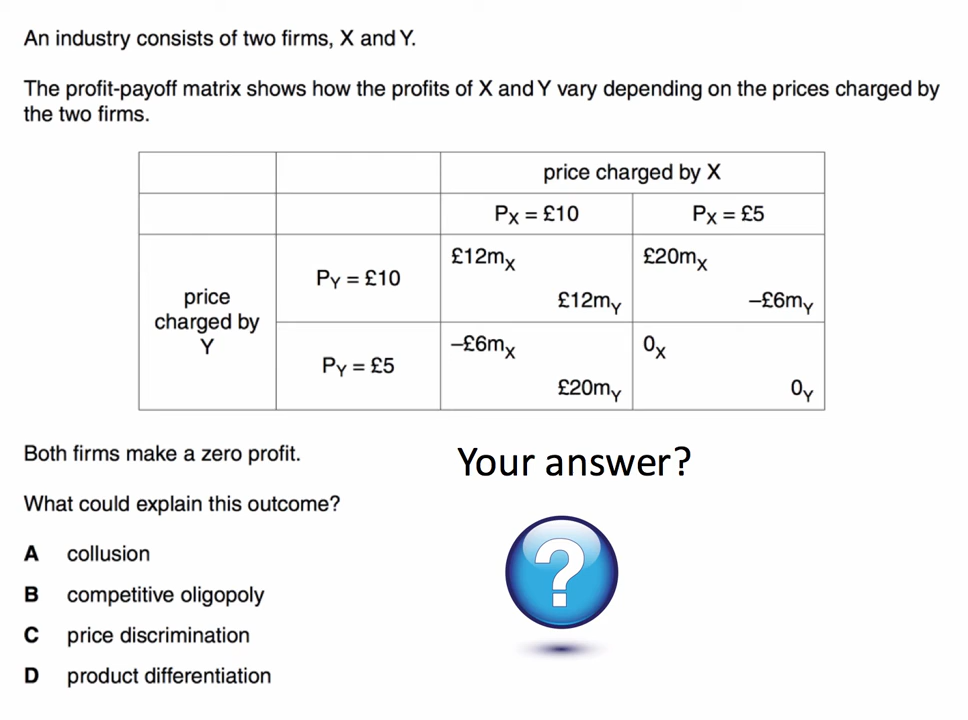 An industry consists of two firms, X and Y.
The profit-payoff matrix shows how the profits of X and Y vary depending on the prices charged by
the two firms.
price charged by X
PX = £10 PX = £5
price
charged by
Y
PY = £10
£12mX
£12mY
£20mX
–£6mY
PY = £5
–£6mX
£20mY
0X
0Y
Both firms make a zero profit.
Your answer?
What could explain this outcome?
A collusion
B competitive oligopoly
C price discrimination
D product differentiation
?